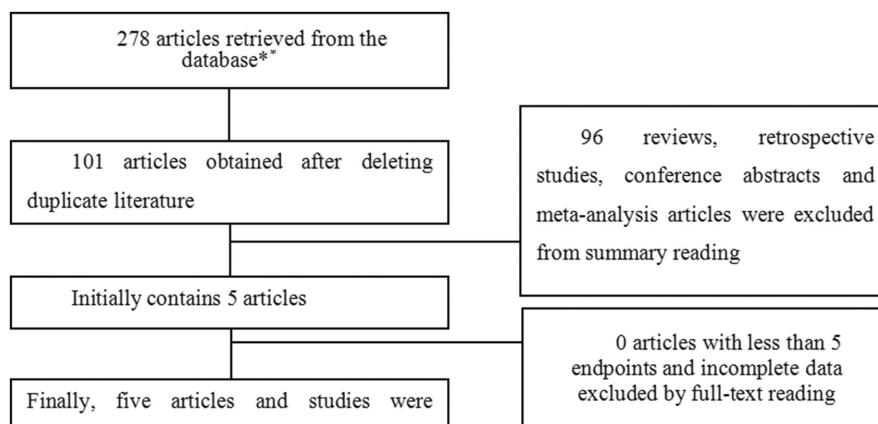 278 articles retrieved from the
database**
101 articles obtained after deleting
duplicate literature
96 reviews, retrospective
studies, conference abstracts and
meta-analysis articles were excluded
from summary reading
Initially contains 5 articles
0 articles with less than 5
endpoints and incomplete data
excluded by full-text reading
Finally, five articles and studies were